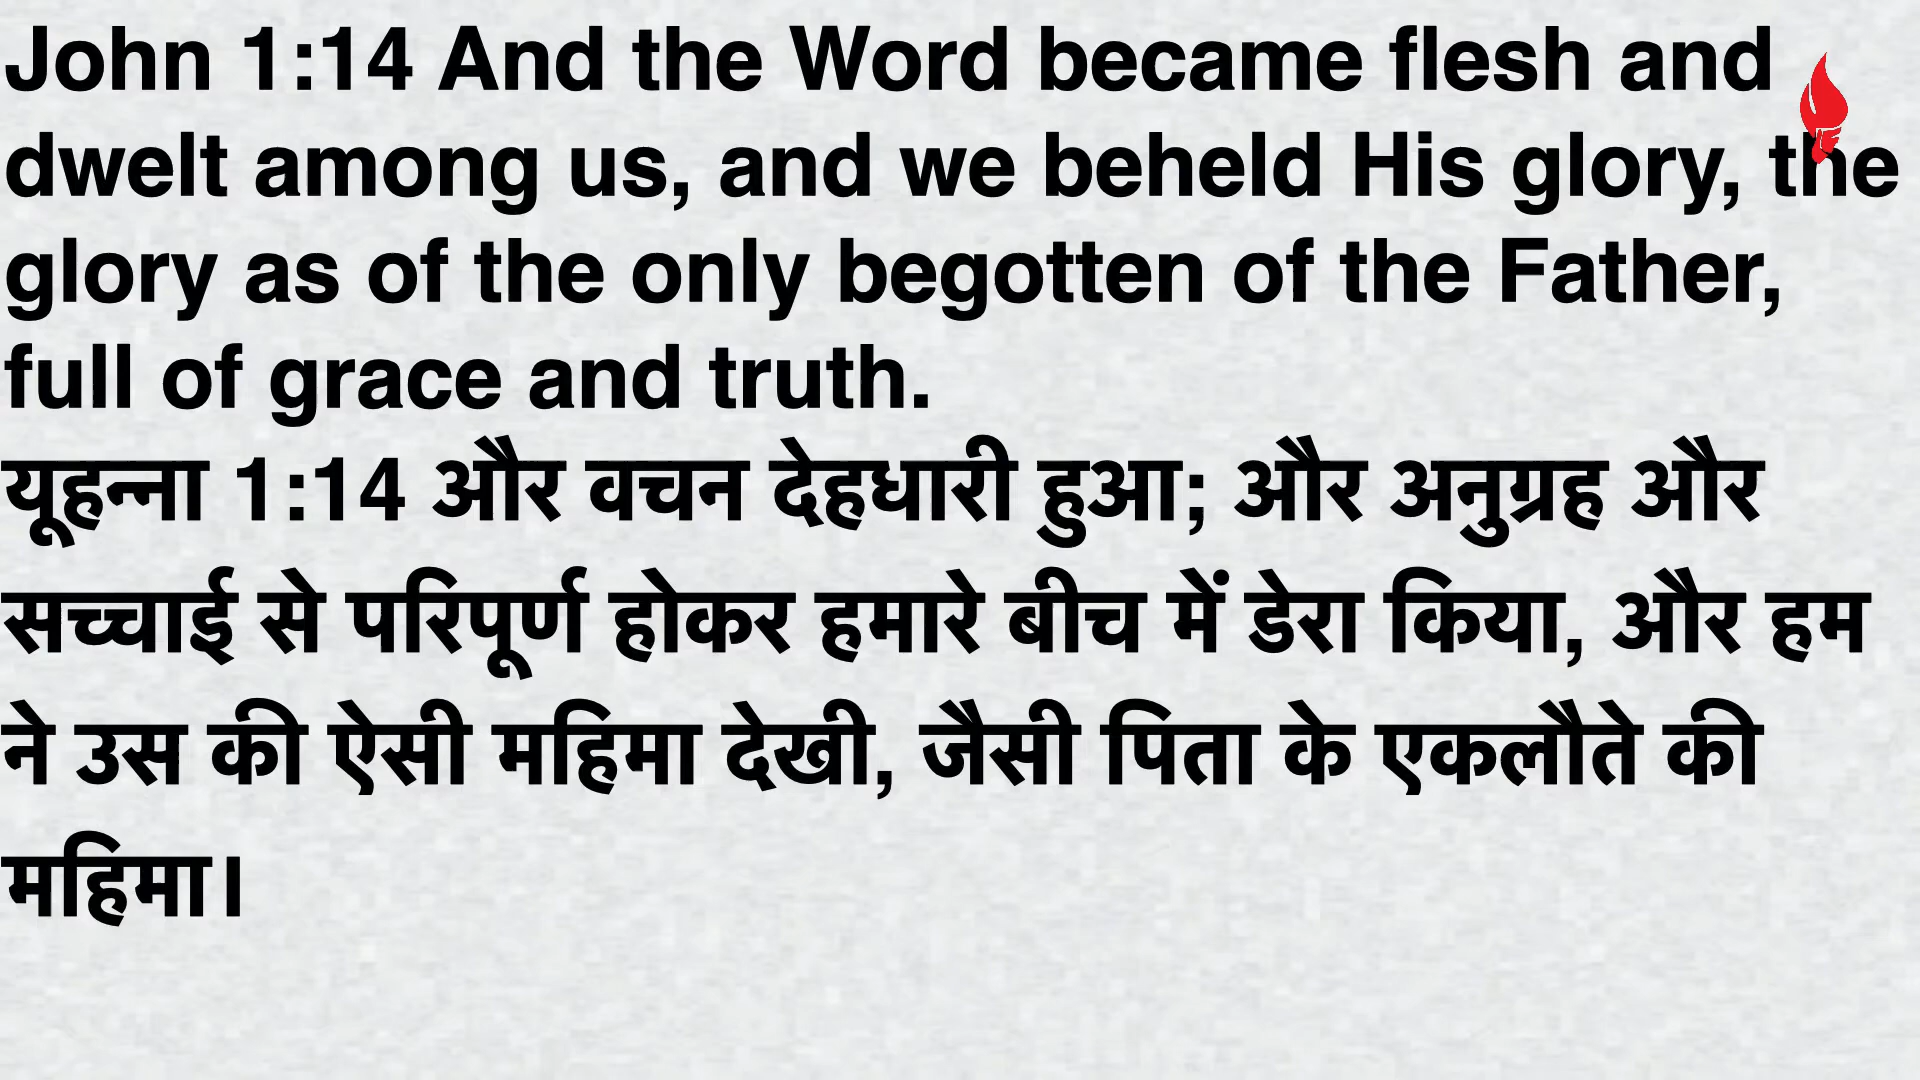 John 1:14 And the Word became flesh and
dwelt among us, and we beheld His glory, the
glory as of the only begotten of the Father,
full of grace and truth.
यूहन्ना 1:14 और वचन देहधारी हुआ; और अनुग्रह और
सच्चाई से परिपूर्ण होकर हमारे बीच में डेरा किया, और हम
ने उस की ऐसी महिमा देखी, जैसी पिता के एकलौते की
महिमा।